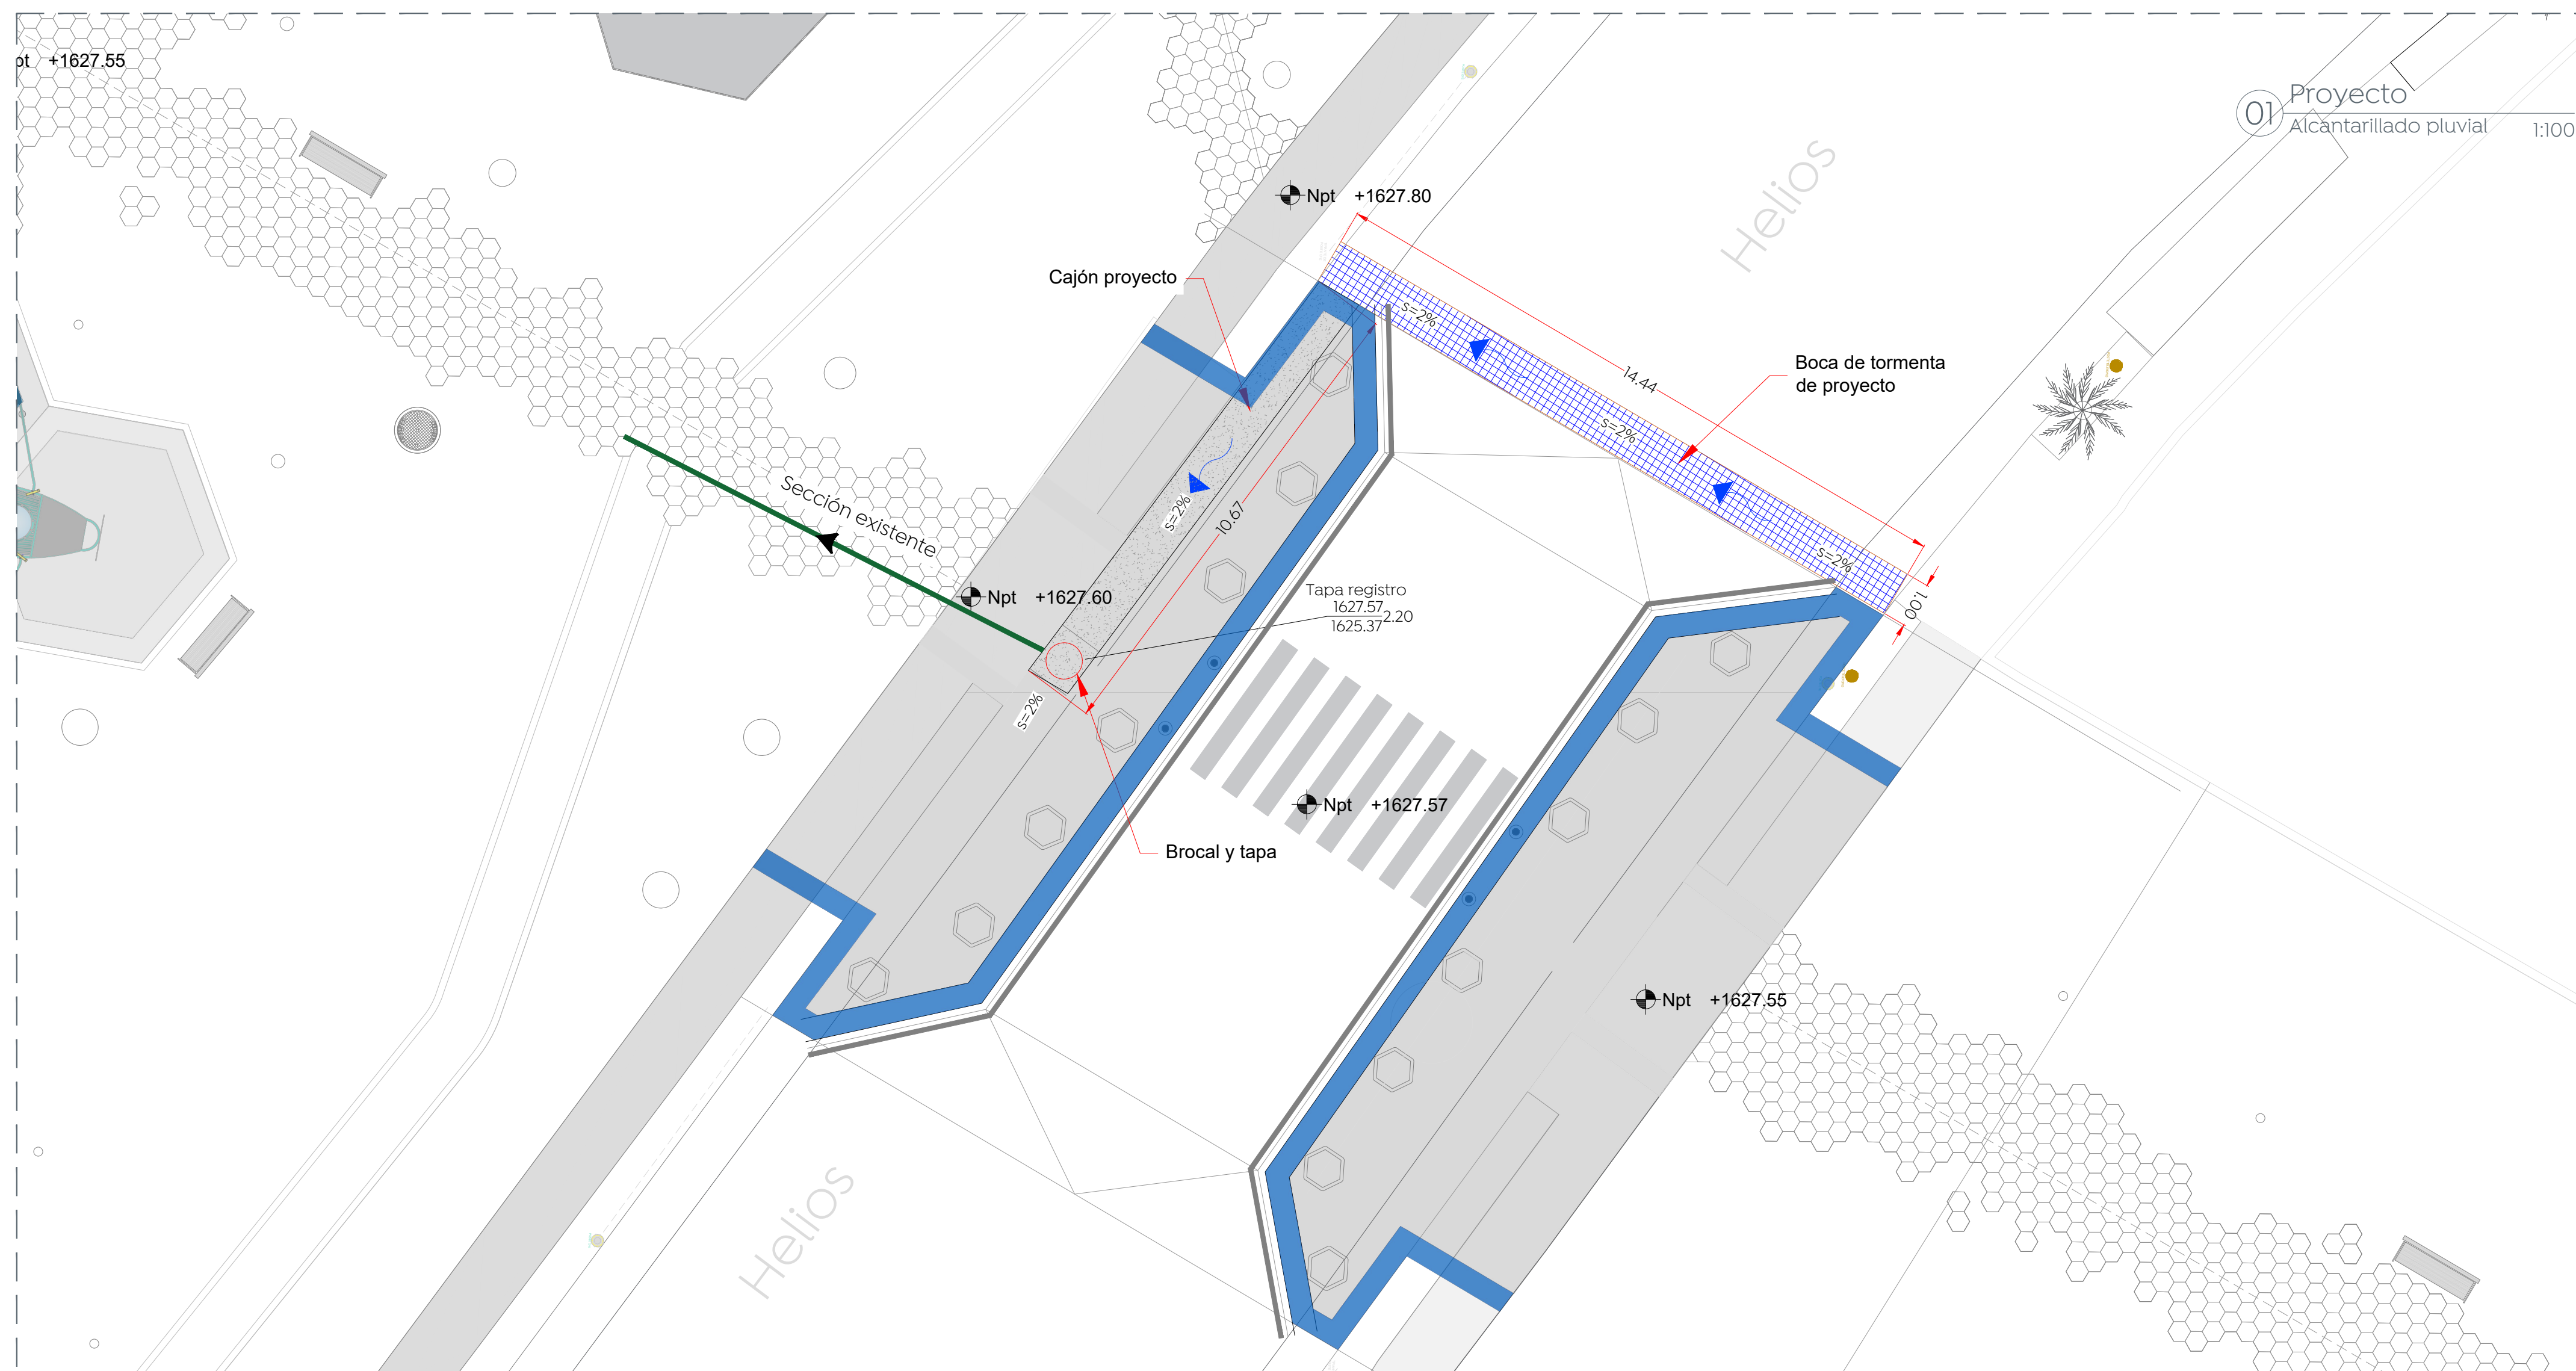 pt +1627.55
01
Proyecto
Alcantarillado pluvial
1:100
Helios
Npt +1627.80
Cajón proyecto
s=2%
14.44
Boca de tormenta
de proyecto
s=2%
s=2%
1.00
Sección existente
s=2%
10.67
Npt +1627.60
Tapa registro
1627.57
2.20
1625.37
s=2%
Npt +1627.57
Brocal y tapa
Npt +1627.55
Helios